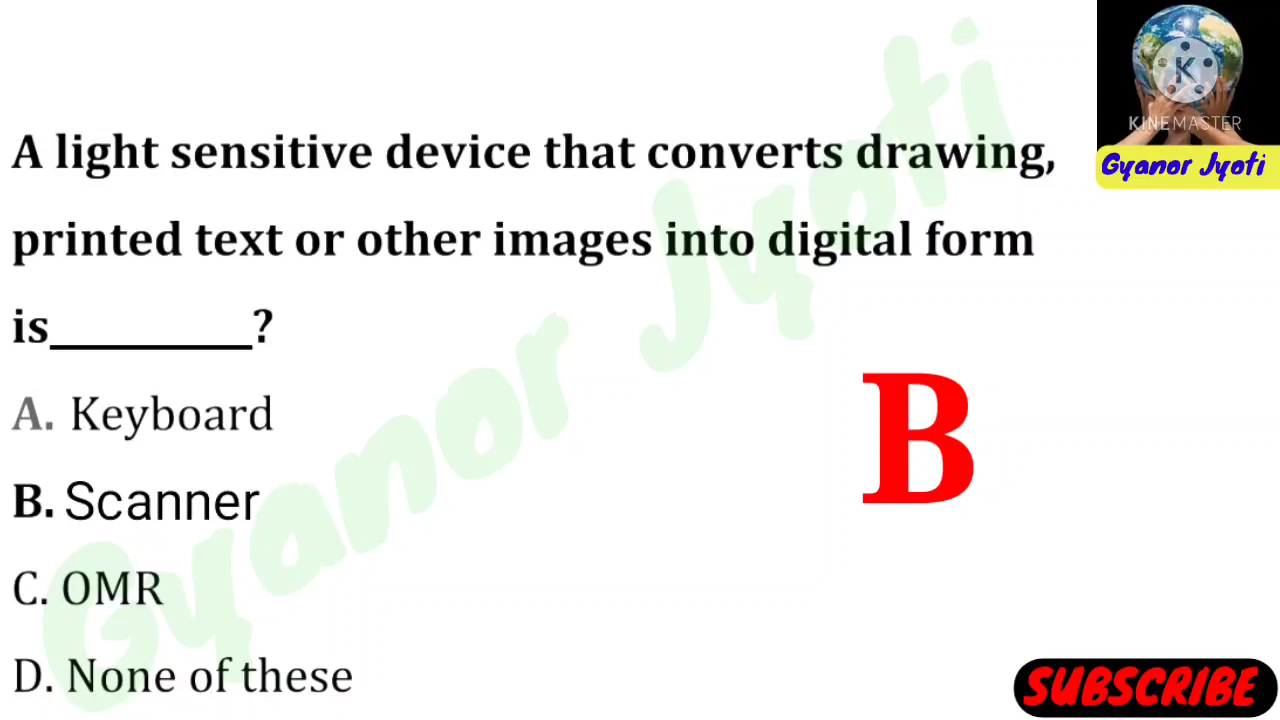 A light sensitive device that converts drawing,
printed text or other images into digital form
is__________?
A. Keyboard
B. Scanner
C. OMR
D. None of these
B
K
KINEMASTER
Gyanor Jyoti
Gyanor Jyoti
SUBSCRIBE